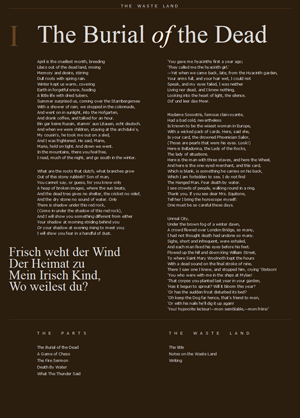 THE WASTE LAND
I
The Burial of the Dead
April is the cruellest month, breeding
Lilacs out of the dead land, mixing
Memory and desire, stirring
Dull roots with spring rain.
Winter kept us warm, covering
Earth in forgetful snow, feeding
A little life with dried tubers.
Summer surprised us, coming over the Starnbergersee
With a shower of rain; we stopped in the colonnade,
And went on in sunlight, into the Hofgarten,
And drank coffee, and talked for an hour.
Bin gar keine Russin, stamm' aus Litauen, echt deutsch.
And when we were children, staying at the archduke's,
My cousin's, he took me out on a sled,
And I was frightened. He said, Marie,
Marie, hold on tight. And down we went.
In the mountains, there you feel free.
I read, much of the night, and go south in the winter.
What are the roots that clutch, what branches grow
Out of this stony rubbish? Son of man,
You cannot say, or guess, for you know only
A heap of broken images, where the sun beats,
And the dead tree gives no shelter, the cricket no relief,
And the dry stone no sound of water. Only
There is shadow under this red rock,
(Come in under the shadow of this red rock),
And I will show you something different from either
Your shadow at morning striding behind you
Or your shadow at evening rising to meet you;
I will show you fear in a handful of dust.
Frisch weht der Wind
Der Heimat zu
Mein Irisch Kind,
Wo weilest du?
'You gave me hyacinths first a year ago;
'They called me the hyacinth girl.'
—Yet when we came back, late, from the Hyacinth garden,
Your arms full, and your hair wet, I could not
Speak, and my eyes failed, I was neither
Living nor dead, and I knew nothing,
Looking into the heart of light, the silence.
Od' und leer das Meer.
Madame Sosostris, famous clairvoyante,
Had a bad cold, nevertheless
Is known to be the wisest woman in Europe,
With a wicked pack of cards. Here, said she,
Is your card, the drowned Phoenician Sailor,
(Those are pearls that were his eyes. Look!)
Here is Belladonna, the Lady of the Rocks,
The lady of situations.
Here is the man with three staves, and here the Wheel,
And here is the one-eyed merchant, and this card,
Which is blank, is something he carries on his back,
Which I am forbidden to see. I do not find
The Hanged Man. Fear death by water.
I see crowds of people, walking round in a ring.
Thank you. If you see dear Mrs. Equitone,
Tell her I bring the horoscope myself:
One must be so careful these days.
Unreal City,
Under the brown fog of a winter dawn,
A crowd flowed over London Bridge, so many,
I had not thought death had undone so many.
Sighs, short and infrequent, were exhaled,
And each man fixed his eyes before his feet.
Flowed up the hill and down King William Street,
To where Saint Mary Woolnoth kept the hours
With a dead sound on the final stroke of nine.
There I saw one I knew, and stopped him, crying 'Stetson!
'You who were with me in the ships at Mylae!
'That corpse you planted last year in your garden,
'Has it begun to sprout? Will it bloom this year?
'Or has the sudden frost disturbed its bed?
'Oh keep the Dog far hence, that's friend to men,
'Or with his nails he'll dig it up again!
'You! hypocrite lecteur!—mon semblable,—mon frère!'
THE PARTS
The Burial of the Dead
A Game of Chess
The Fire Sermon
Death By Water
What The Thunder Said
THE WASTE LAND
The title
Notes on the Waste Land
Writing